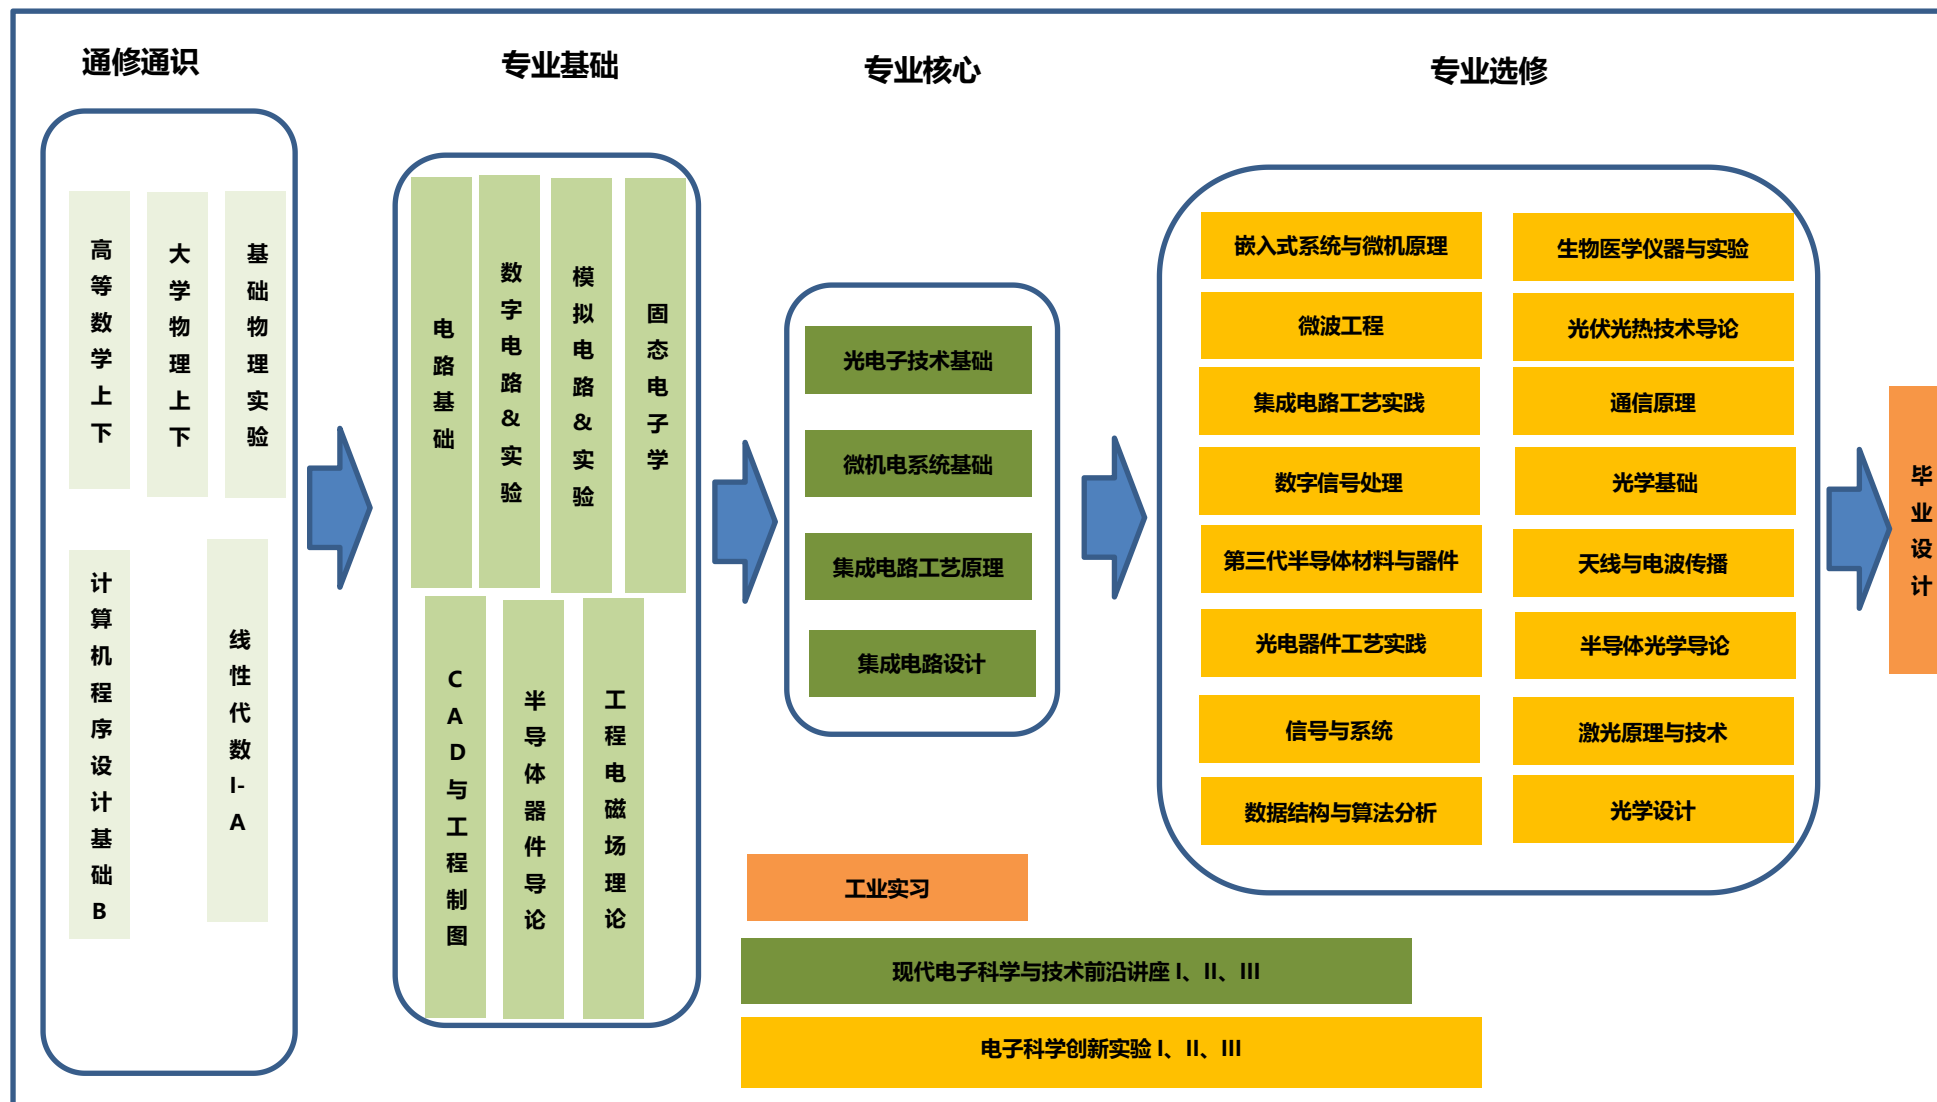 通修通识
专业基础
专业核心
专业选修
高等数学上下
大学物理上下
基础物理实验
计算机程序设计基础B
线性代数I-A
电路基础
数字电路&实验
模拟电路&实验
固态电子学
CAD与工程制图
半导体器件导论
工程电磁场理论
光电子技术基础
微机电系统基础
集成电路工艺原理
集成电路设计
嵌入式系统与微机原理
生物医学仪器与实验
微波工程
光伏光热技术导论
集成电路工艺实践
通信原理
数字信号处理
光学基础
第三代半导体材料与器件
天线与电波传播
光电器件工艺实践
半导体光学导论
信号与系统
激光原理与技术
数据结构与算法分析
光学设计
毕业设计
工业实习
现代电子科学与技术前沿讲座 I、II、III
电子科学创新实验 I、II、III